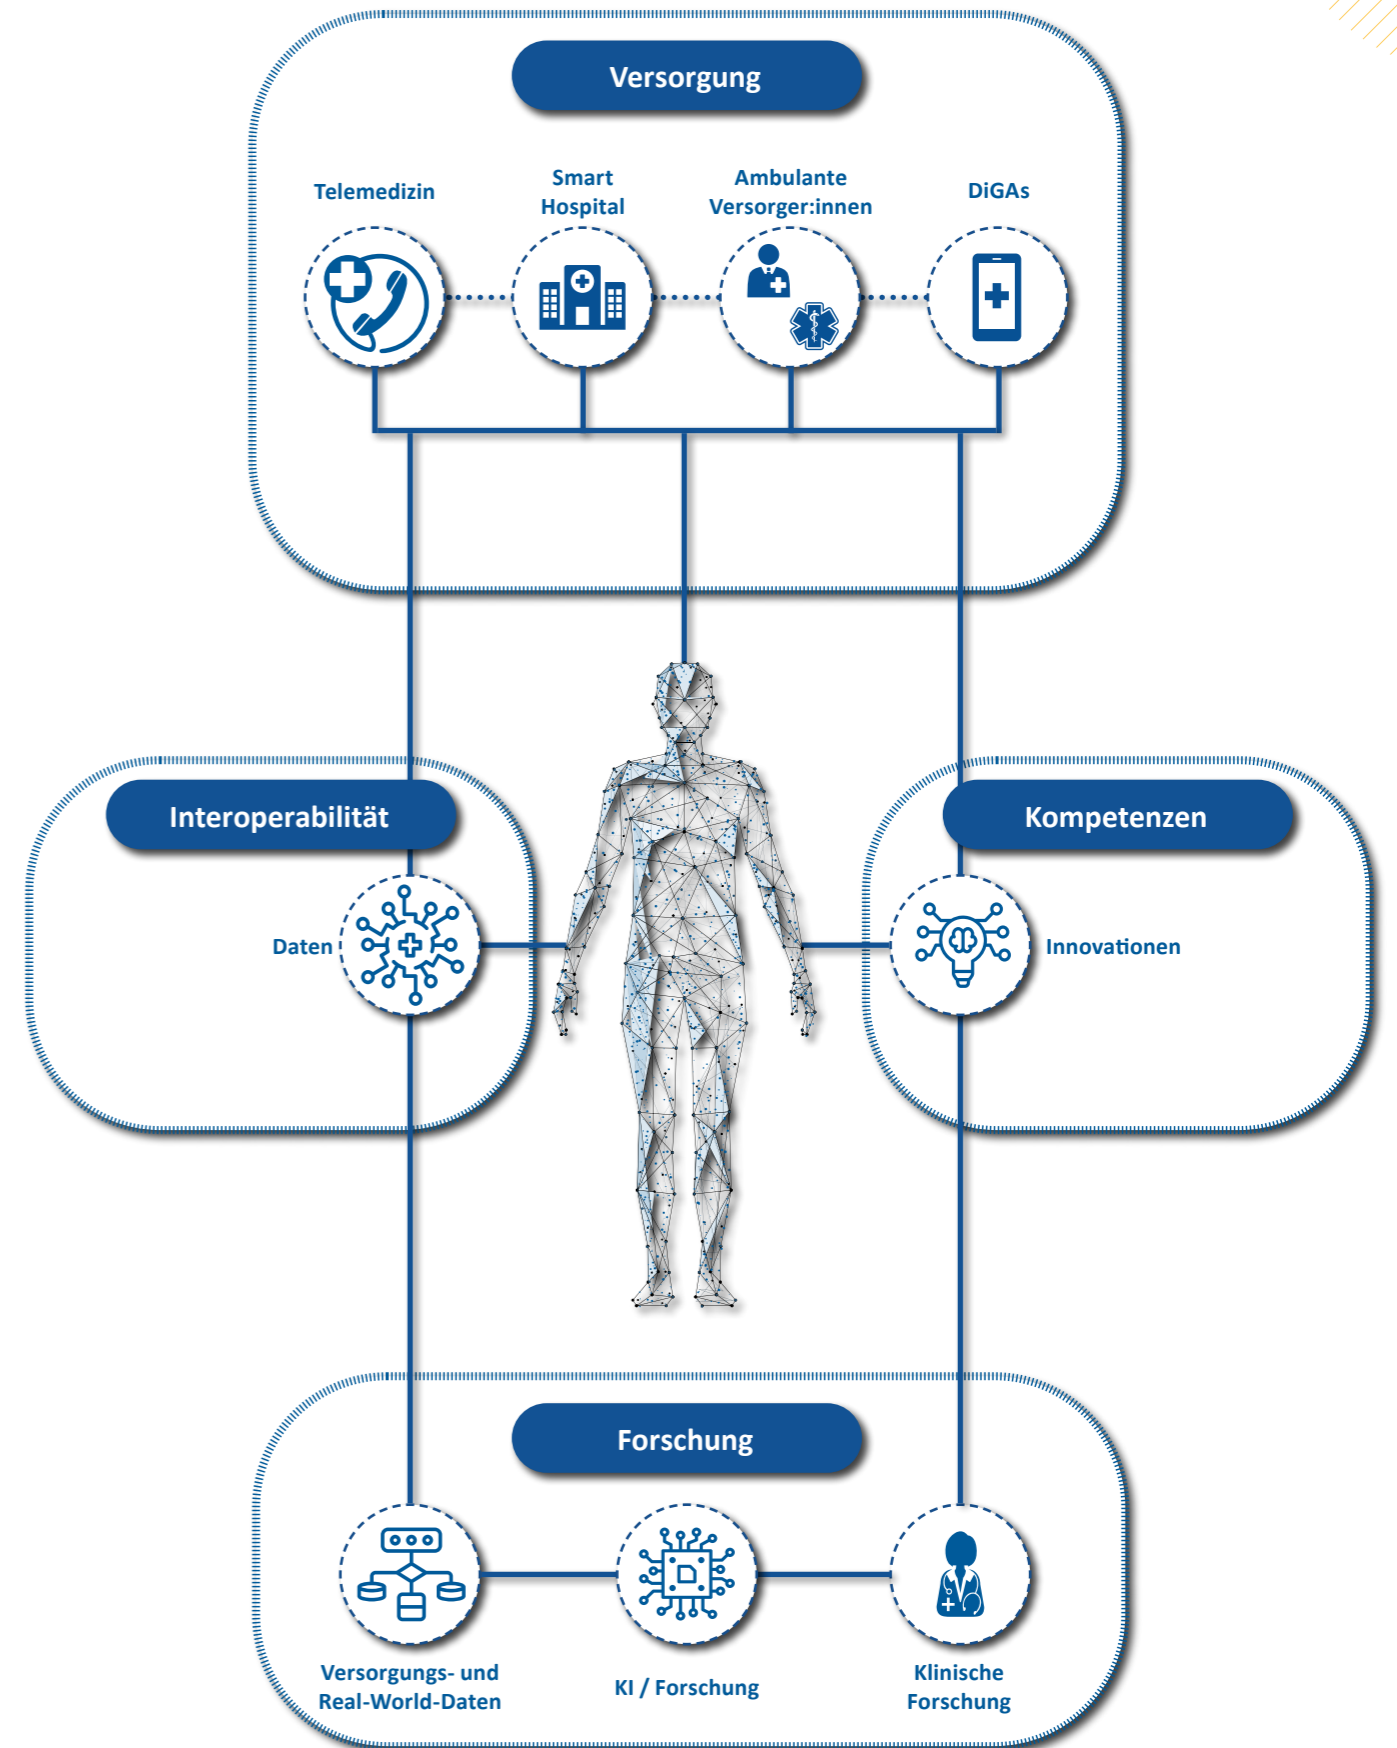 Versorgung
Telemedizin
Smart
Hospital
Ambulante
Versorger:innen
DiGAs
Interoperabilität
Kompetenzen
Daten
Innovationen
Forschung
Versorgungs- und
Real-World-Daten
KI / Forschung
Klinische
Forschung